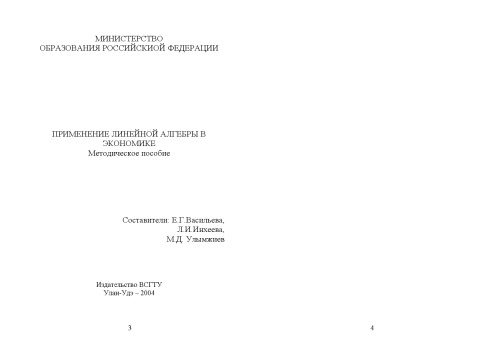 МИНИСТЕРСТВО
ОБРАЗОВАНИЯ РОССИЙСКИОЙ ФЕДЕРАЦИИ
ПРИМЕНЕНИЕ ЛИНЕЙНОЙ АЛГЕБРЫ В
ЭКОНОМИКЕ
Методическое пособие
Составители: Е.Г.Васильева,
Л.И.Инхеева,
М.Д. Улымжиев
Издательство ВСГТУ
Улан-Удэ – 2004
3
4